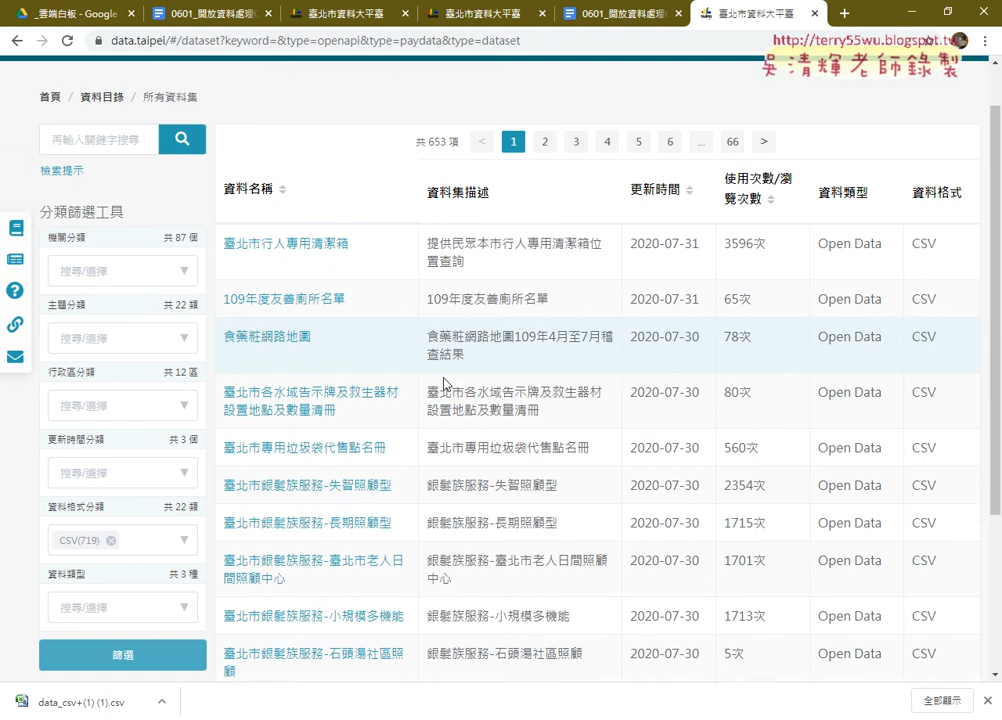 _雲端白板 - Google
0601_開放資料處理
臺北市資料大平臺
臺北市資料大平臺
0601_開放資料處理(
臺北市資料大平臺
data.taipei/#/dataset?keyword=&type=openapi&type=paydata&type=dataset
http://terry55wu.blogspot.tw
吳清輝老師錄製
首頁 / 資料目錄 / 所有資料集
再輸入關鍵字搜尋
共 653 項 < 1 2 3 4 5 6 ... 66 >
檢索提示
資料名稱 資料集描述 更新時間 使用次數/瀏
覽次數 資料類型 資料格式
分類篩選工具
機關分類 共 87 個
搜尋/選擇
主題分類 共 22 類
搜尋/選擇
行政區分類 共 12 區
搜尋/選擇
更新時間分類 共 3 個
搜尋/選擇
資料格式分類 共 22 類
CSV(719)
資料類型 共 3 種
搜尋/選擇
篩選
臺北市行人專用清潔箱 提供民眾本市行人專用清潔箱位
置查詢 2020-07-31 3596次 Open Data CSV
109年度友善廁所名單 109年度友善廁所名單 2020-07-31 65次 Open Data CSV
食藥粧網路地圖 食藥粧網路地圖109年4月至7月稽
查結果 2020-07-30 78次 Open Data CSV
臺北市各水域告示牌及救生器材
設置地點及數量清冊 臺北市各水域告示牌及救生器材
設置地點及數量清冊 2020-07-30 80次 Open Data CSV
臺北市專用垃圾袋代售點名冊 臺北市專用垃圾袋代售點名冊 2020-07-30 560次 Open Data CSV
臺北市銀髮族服務-失智照顧型 銀髮族服務-失智照顧型 2020-07-30 2354次 Open Data CSV
臺北市銀髮族服務-長期照顧型 銀髮族服務-長期照顧型 2020-07-30 1715次 Open Data CSV
臺北市銀髮族服務-臺北市老人日
間照顧中心 銀髮族服務-臺北市老人日間照顧
中心 2020-07-30 1701次 Open Data CSV
臺北市銀髮族服務-小規模多機能 銀髮族服務-小規模多機能 2020-07-30 1713次 Open Data CSV
臺北市銀髮族服務-石頭湯社區照
顧 銀髮族服務-石頭湯社區照顧 2020-07-30 5次 Open Data CSV
data_csv+(1) (1).csv
全部顯示